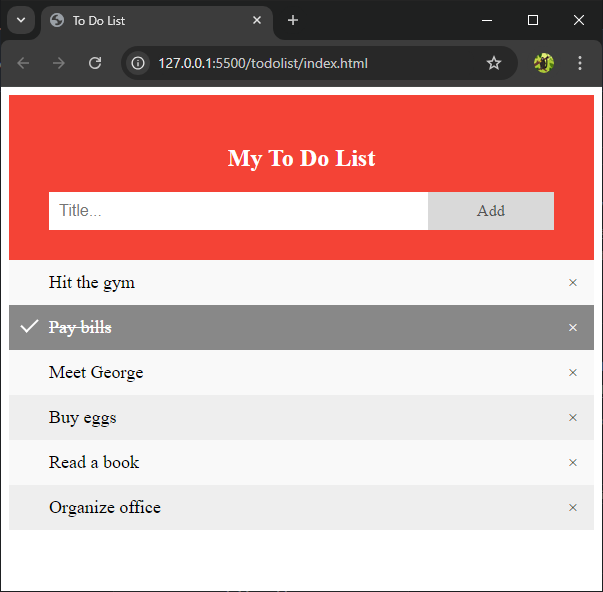 To Do List
127.0.0.1:5500/todolist/index.html
My To Do List
Title... Add
Hit the gym ×
Pay bills ×
Meet George ×
Buy eggs ×
Read a book ×
Organize office ×